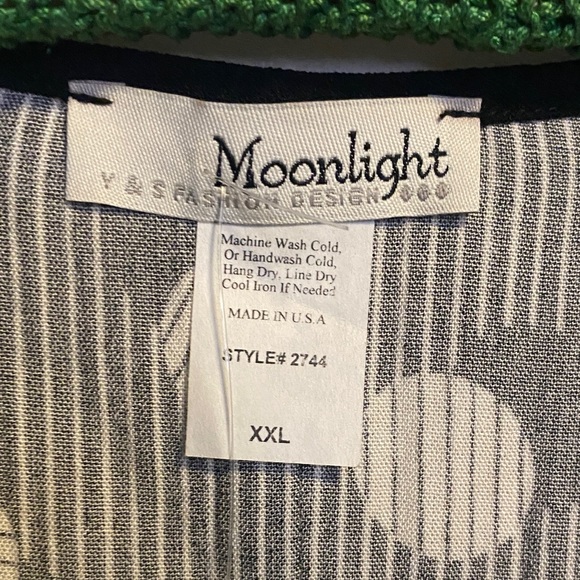 Moonlight
Y & S FASHION DESIGN
Machine Wash Cold,
Or Handwash Cold,
Hang Dry, Line Dry
Cool Iron If Needed
MADE IN U.S.A
STYLE# 2744
XXL